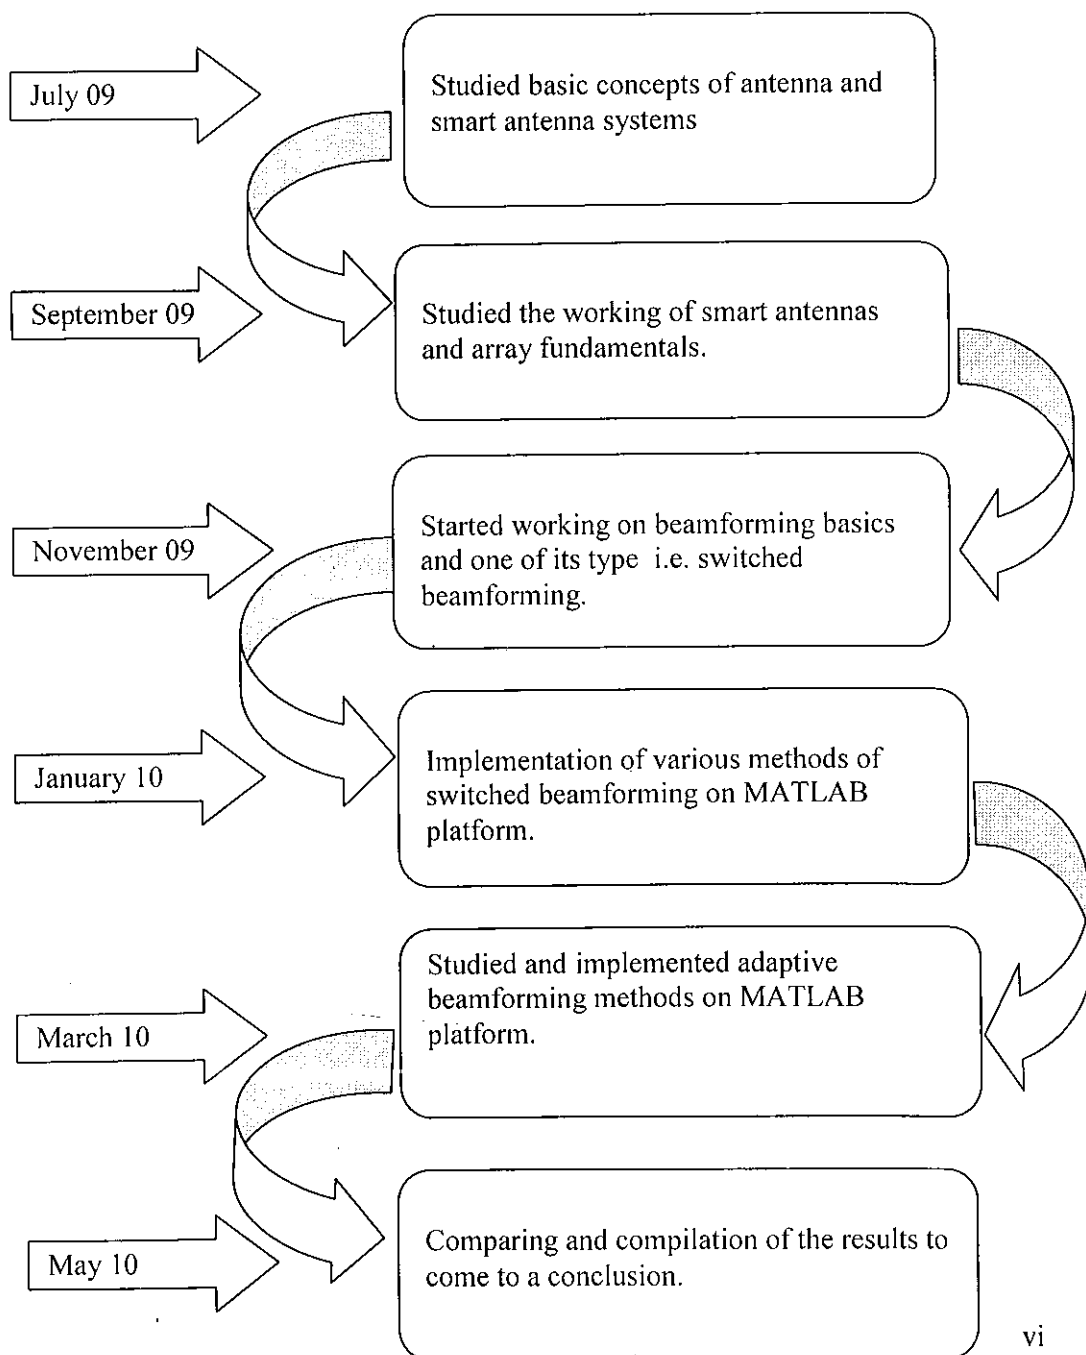 July 09
Studied basic concepts of antenna and
smart antenna systems
September 09
Studied the working of smart antennas
and array fundamentals.
November 09
Started working on beamforming basics
and one of its type i.e. switched
beamforming.
January 10
Implementation of various methods of
switched beamforming on MATLAB
platform.
March 10
Studied and implemented adaptive
beamforming methods on MATLAB
platform.
May 10
Comparing and compilation of the results to
come to a conclusion.
vi